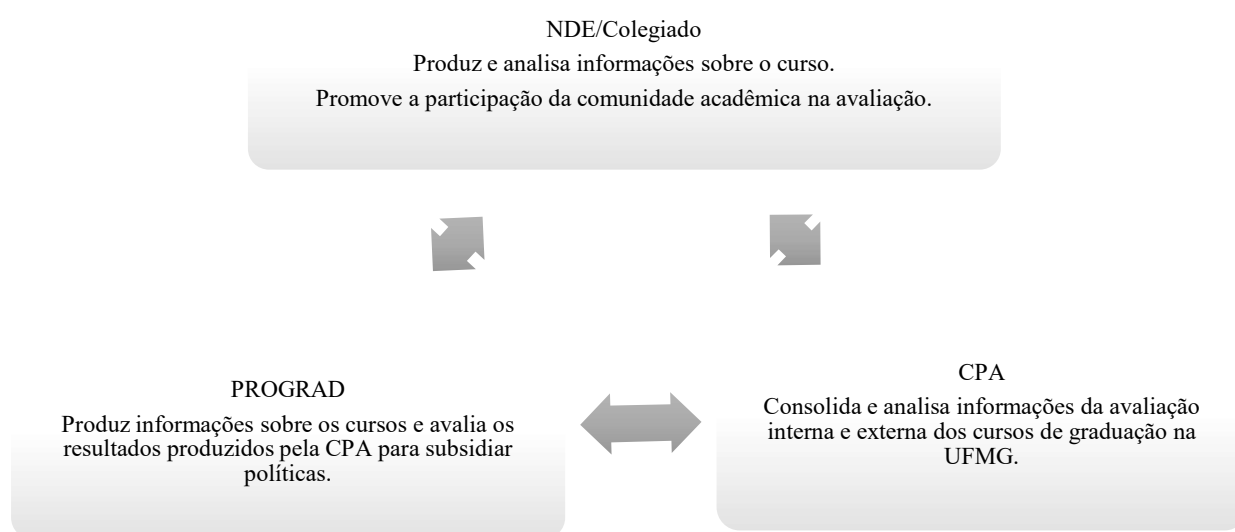 NDE/Colegiado
Produz e analisa informações sobre o curso.
Promove a participação da comunidade acadêmica na avaliação.
PROGRAD
Produz informações sobre os cursos e avalia os
resultados produzidos pela CPA para subsidiar
políticas.
CPA
Consolida e analisa informações da avaliação
interna e externa dos cursos de graduação na
UFMG.